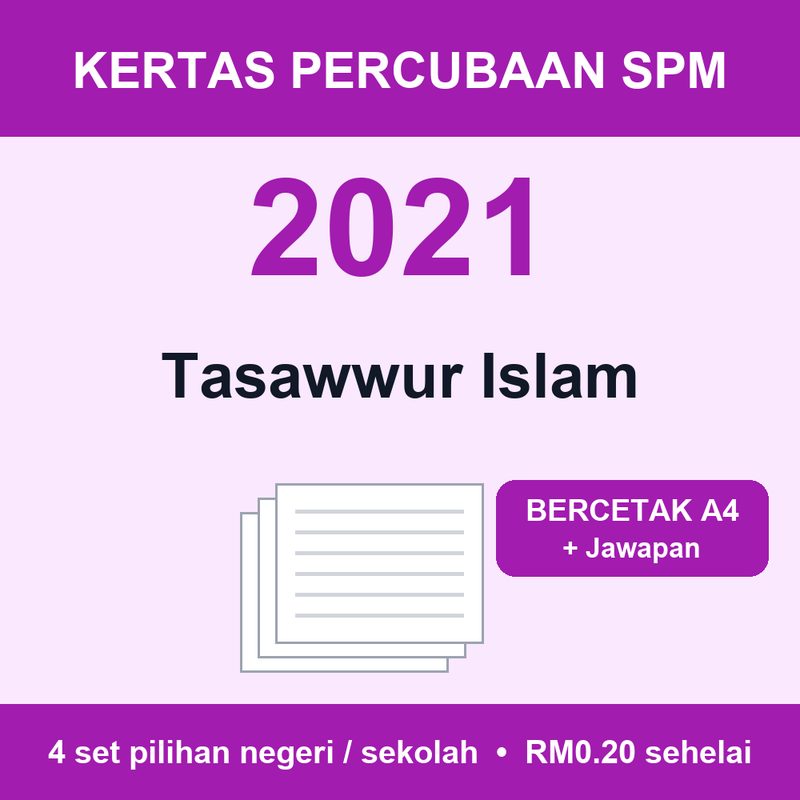 KERTAS PERCUBAAN SPM
2021
Tasawwur Islam
BERCETAK A4
+ Jawapan
4 set pilihan negeri / sekolah • RM0.20 sehelai